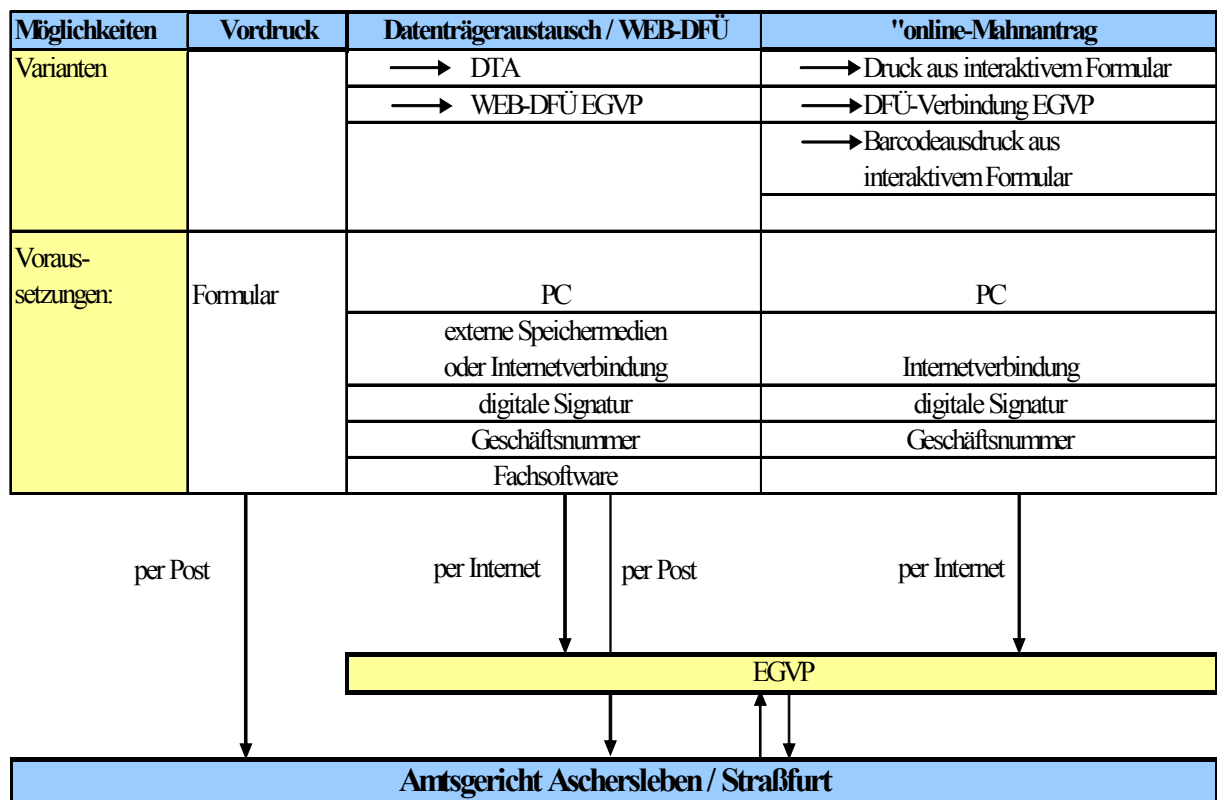 Möglichkeiten Vordruck Datenträgeraustausch / WEB-DFÜ "online-Mahnantrag
Varianten DTA Druck aus interaktivem Formular
WEB-DFÜ EGVP DFÜ-Verbindung EGVP
Barcodeausdruck aus
interaktivem Formular
Voraus-
setzungen: Formular PC PC
externe Speichermedien
oder Internetverbindung Internetverbindung
digitale Signatur digitale Signatur
Geschäftsnummer Geschäftsnummer
Fachsoftware
per Post per Internet per Post per Internet
EGVP
Amtsgericht Aschersleben / Straßfurt